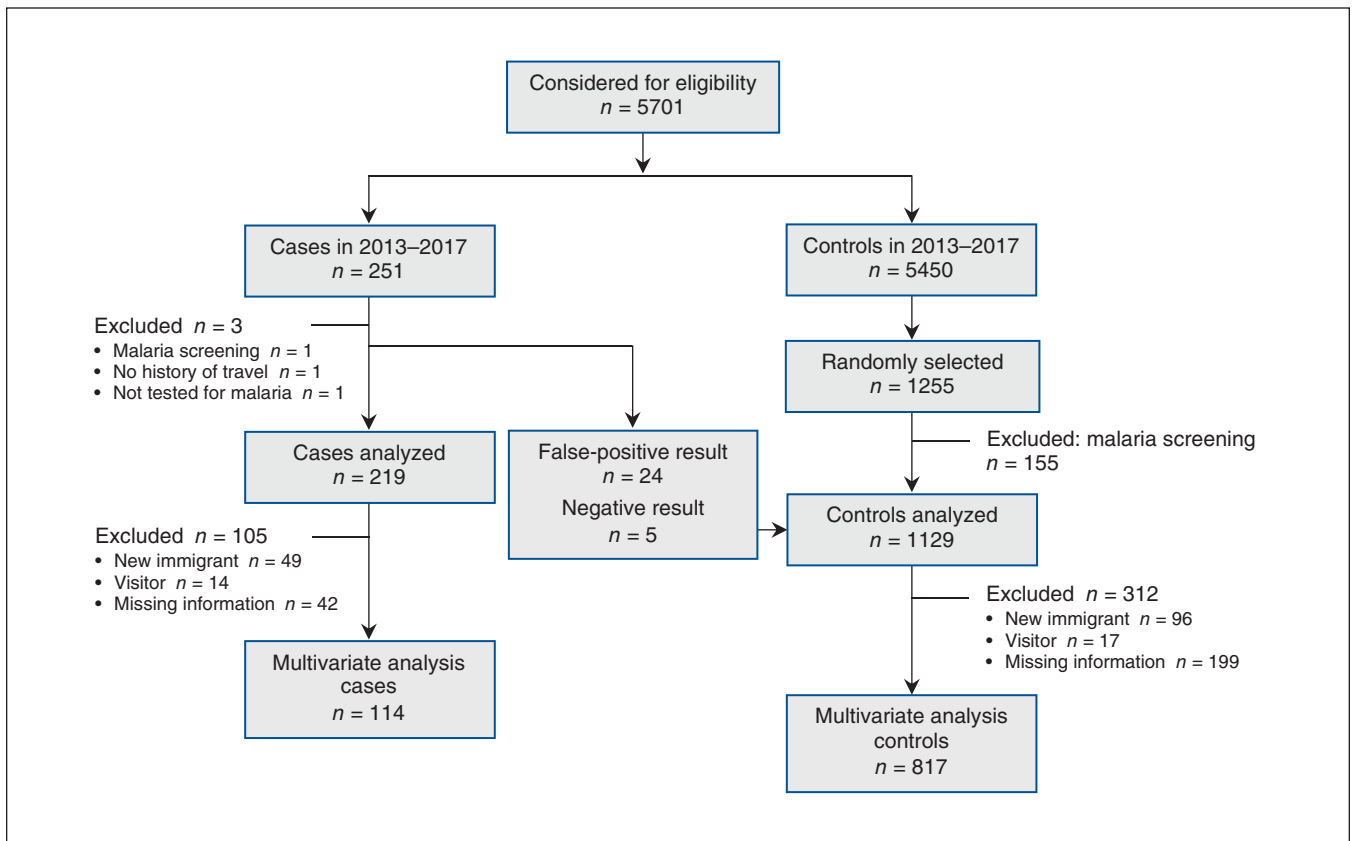 Considered for eligibility
n = 5701
Cases in 2013–2017
n = 251
Controls in 2013–2017
n = 5450
Excluded n = 3
• Malaria screening n = 1
• No history of travel n = 1
• Not tested for malaria n = 1
Randomly selected
n = 1255
Excluded: malaria screening
n = 155
Cases analyzed
n = 219
False-positive result
n = 24
Negative result
n = 5
Controls analyzed
n = 1129
Excluded n = 105
• New immigrant n = 49
• Visitor n = 14
• Missing information n = 42
Excluded n = 312
• New immigrant n = 96
• Visitor n = 17
• Missing information n = 199
Multivariate analysis
cases
n = 114
Multivariate analysis
controls
n = 817